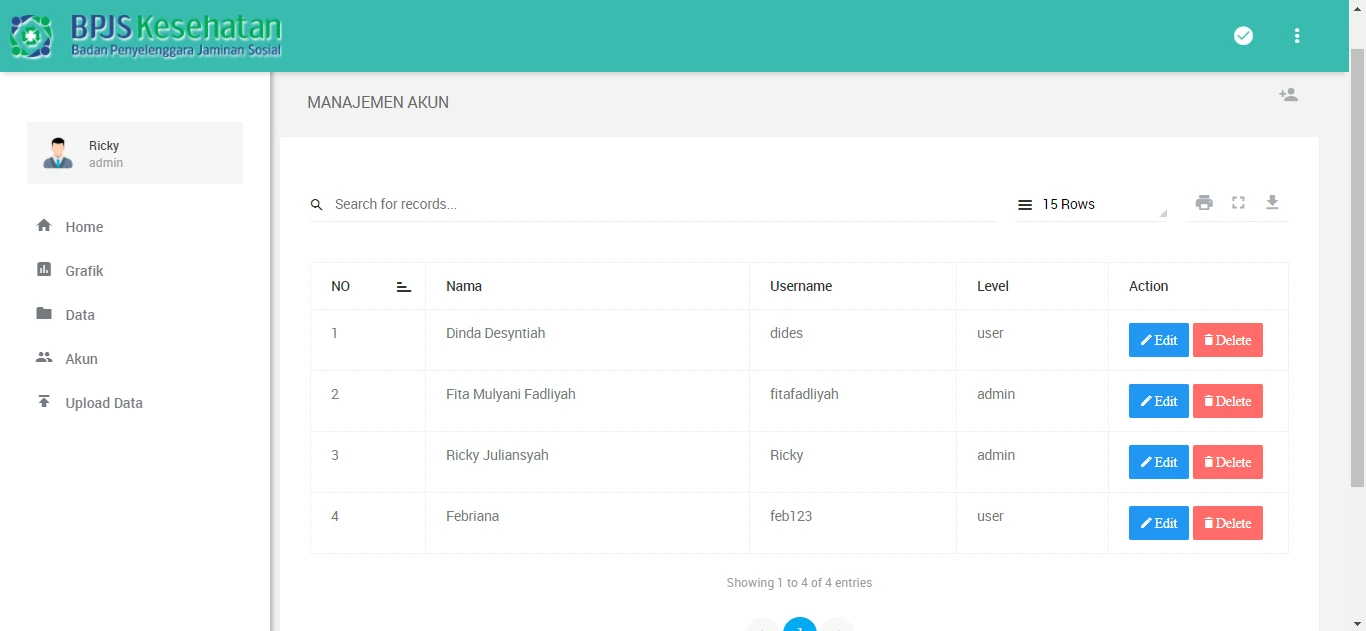 BPJS Kesehatan
Badan Penyelenggara Jaminan Sosial
MANAJEMEN AKUN
Ricky
admin
Home
Grafik
Data
Akun
Upload Data
Search for records...
15 Rows
NO Nama Username Level Action
1 Dinda Desyntiah dides user Edit Delete
2 Fita Mulyani Fadliyah fitafadliyah admin Edit Delete
3 Ricky Juliansyah Ricky admin Edit Delete
4 Febriana feb123 user Edit Delete
Showing 1 to 4 of 4 entries